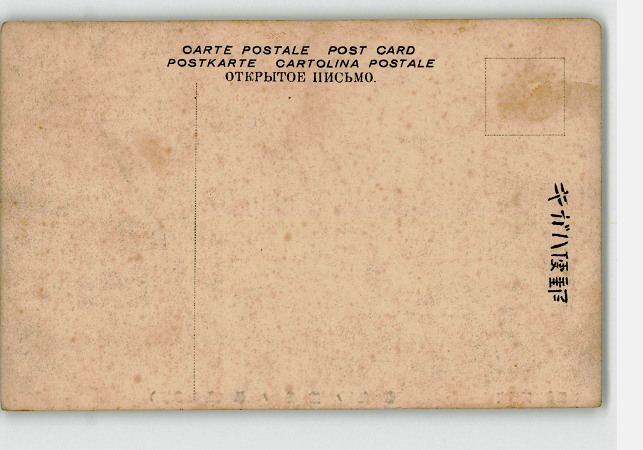 CARTE POSTALE POST CARD
POSTKARTE CARTOLINA POSTALE
ОТКРЫТОЕ ПИСЬМО.
郵便ハガキ